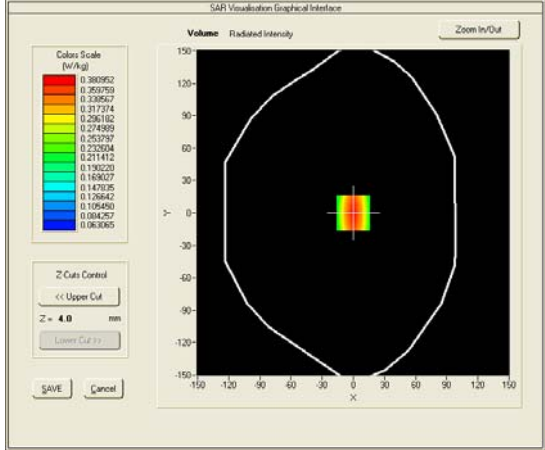 SAR Visualisation Graphical Interface
Volume Radiated Intensity
Zoom In/Out
Colors Scale
(W/kg)
0.380952
0.359759
0.338567
0.317374
0.296182
0.274989
0.253797
0.232604
0.211412
0.190220
0.169027
0.147835
0.126642
0.105450
0.084257
0.063065
Z Cuts Control
<< Upper Cut
Z = 4.0 mm
Lower Cut >>
SAVE
Cancel
150
120
90
60
30
0
-30
-60
-90
-120
-150
Y
-150 -120 -90 -60 -30 0 30 60 90 120 150
X